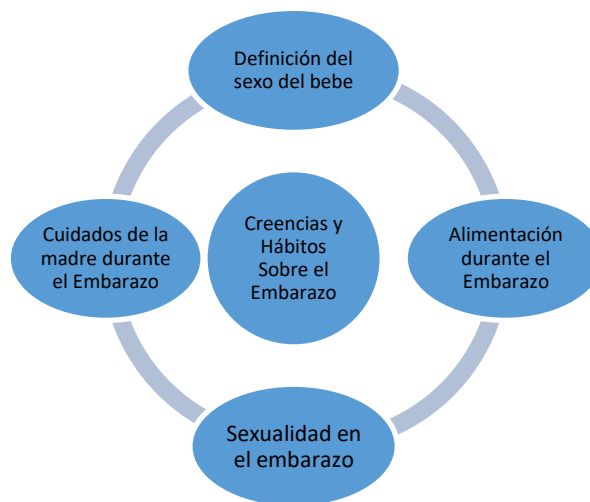 Definición del
sexo del bebe
Cuidados de la
madre durante
el Embarazo
Creencias y
Hábitos
Sobre el
Embarazo
Alimentación
durante el
Embarazo
Sexualidad en
el embarazo